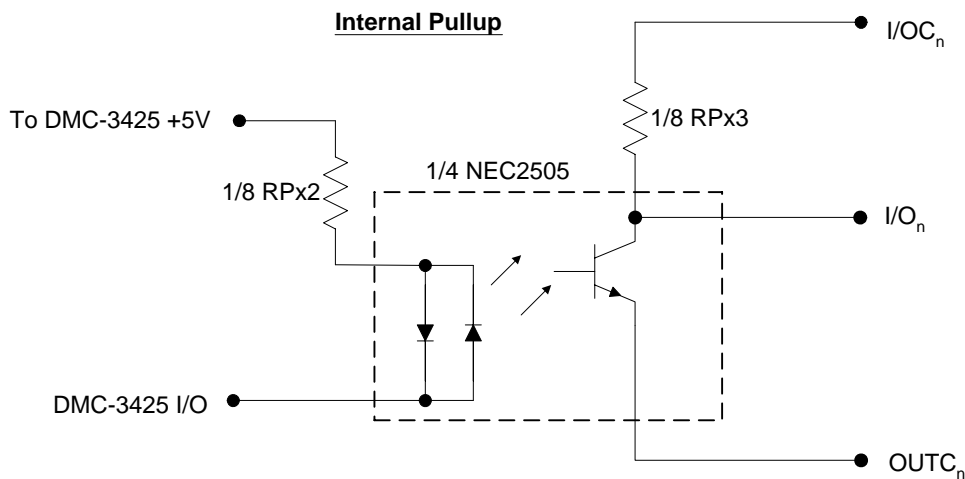 Internal Pullup
I/OCn
1/8 RPx3
To DMC-3425 +5V
1/4 NEC2505
1/8 RPx2
I/On
DMC-3425 I/O
OUTCn